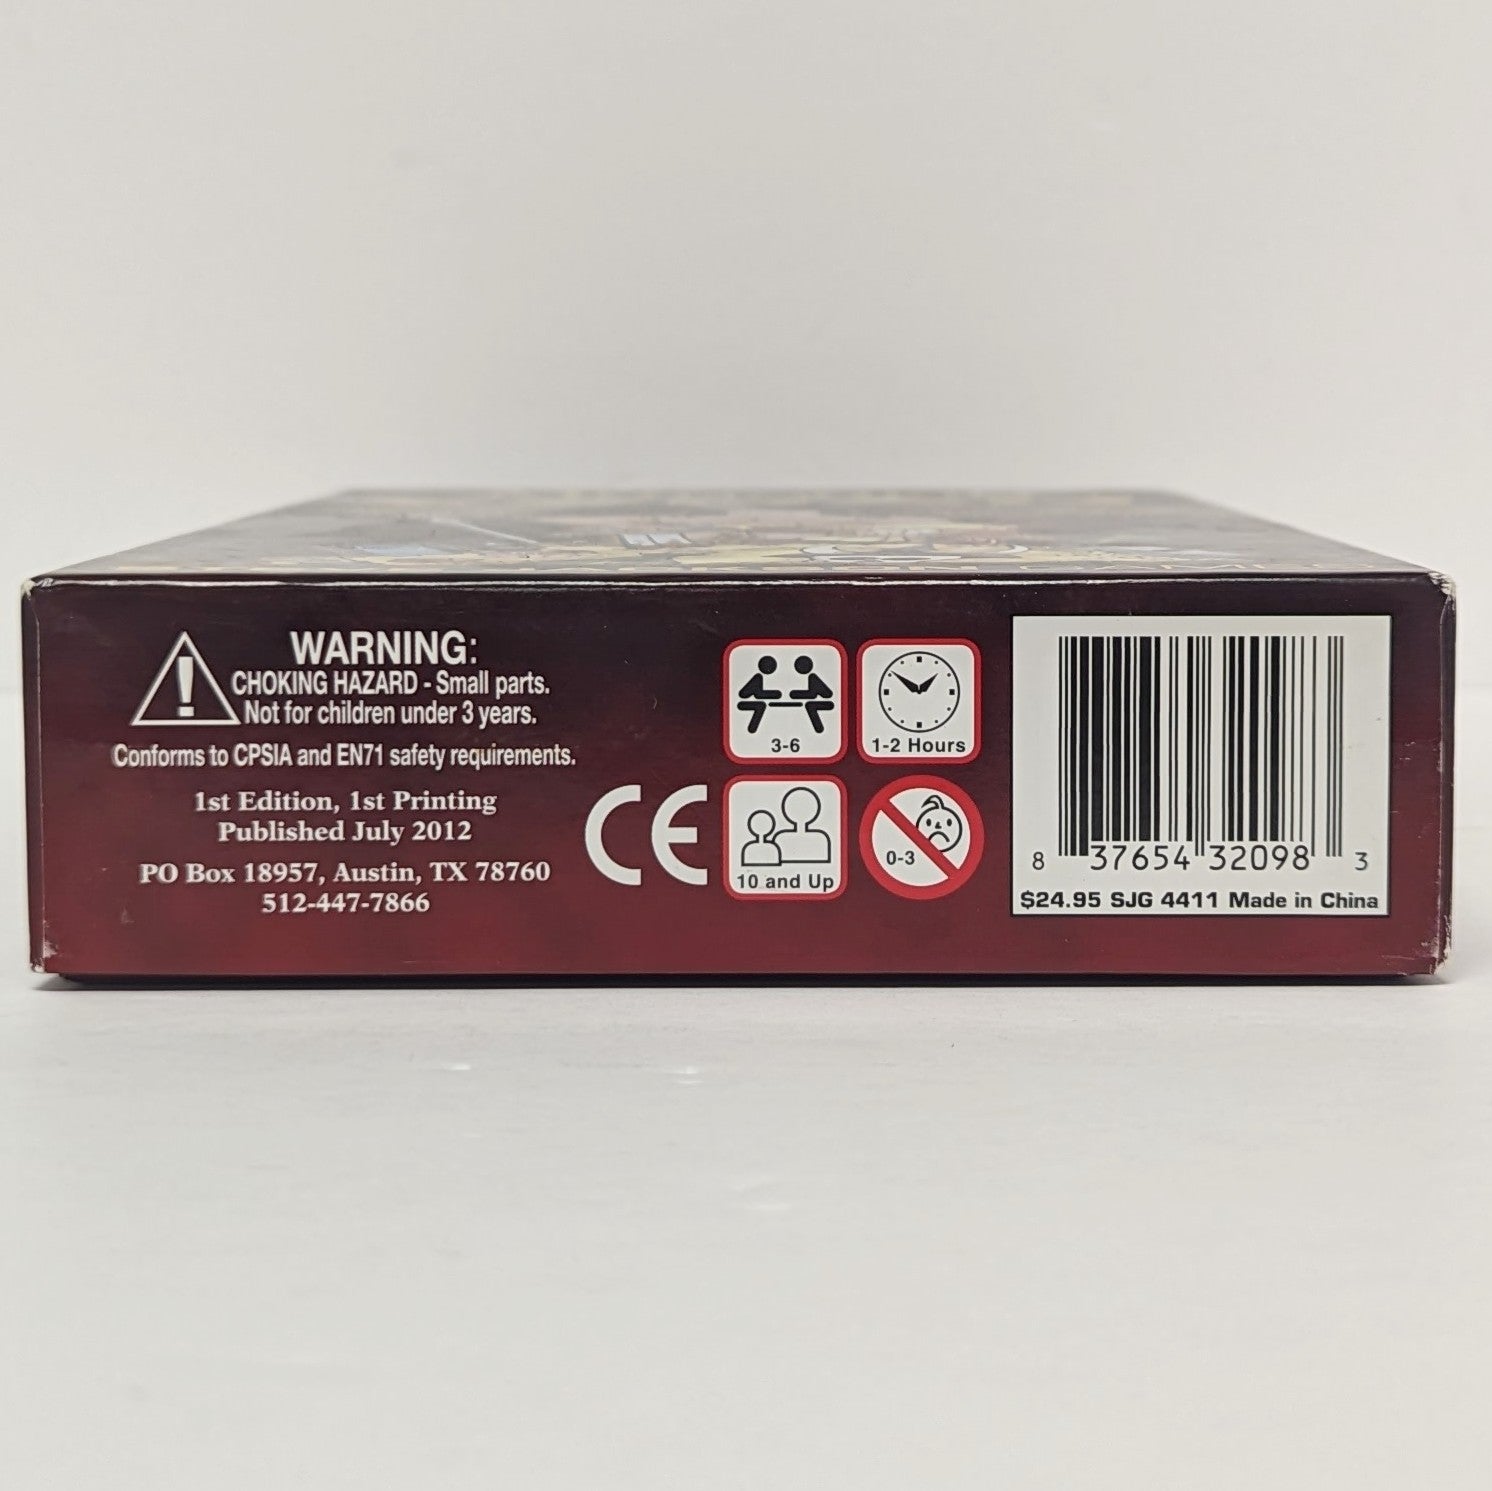 WARNING:
CHOKING HAZARD - Small parts.
Not for children under 3 years.
Conforms to CPSIA and EN71 safety requirements.
1st Edition, 1st Printing
Published July 2012
PO Box 18957, Austin, TX 78760
512-447-7866
CE
3-6
1-2 Hours
10 and Up
0-3
8 37654 32098 3
$24.95 SJG 4411 Made in China